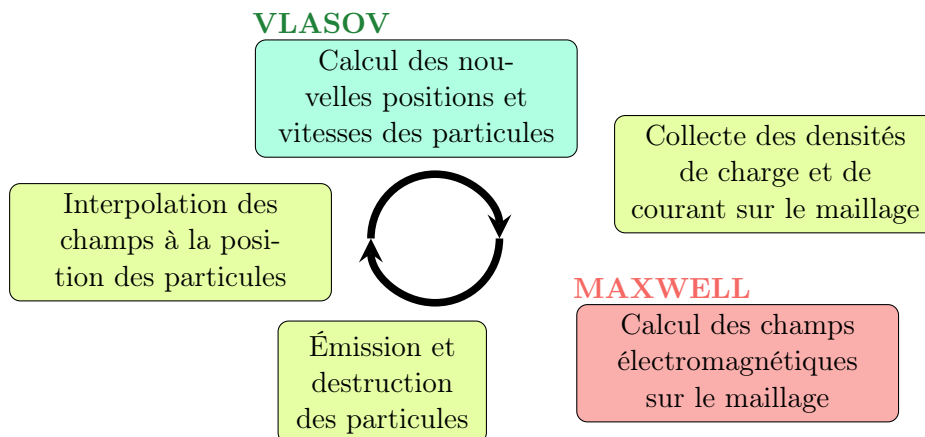 VLASOV
Calcul des nou-
velles positions et
vitesses des particules
Collecte des densités
de charge et de
courant sur le maillage
MAXWELL
Calcul des champs
électromagnétiques
sur le maillage
Émission et
destruction
des particules
Interpolation des
champs à la posi-
tion des particules